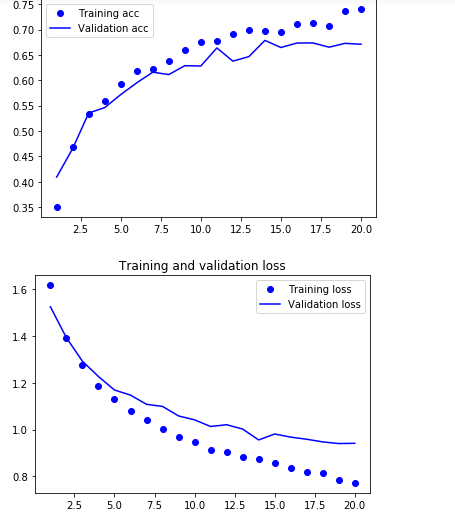 0.75
Training acc
Validation acc
0.70
0.65
0.60
0.55
0.50
0.45
0.40
0.35
2.5 5.0 7.5 10.0 12.5 15.0 17.5 20.0
Training and validation loss
1.6
Training loss
Validation loss
1.4
1.2
1.0
0.8
2.5 5.0 7.5 10.0 12.5 15.0 17.5 20.0